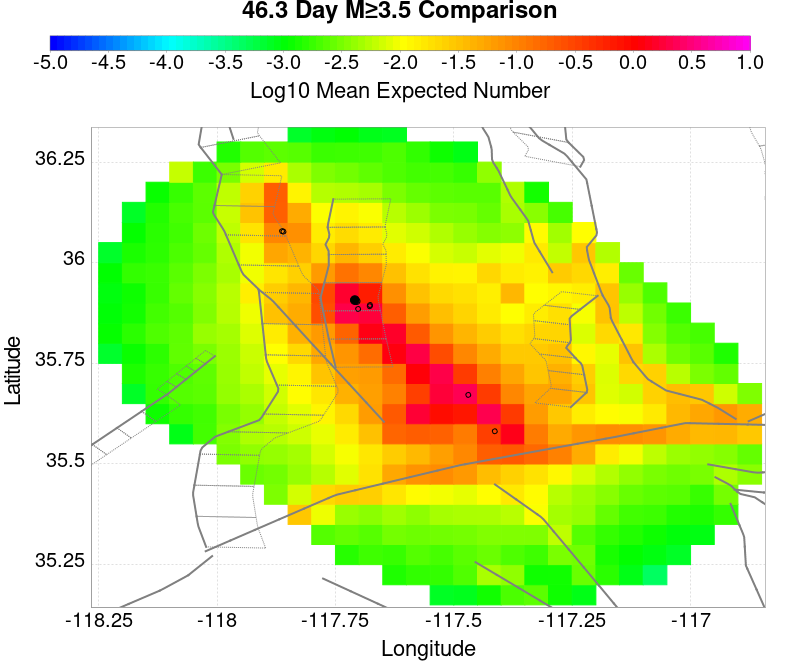 46.3 Day M≥3.5 Comparison
-5.0 -4.5 -4.0 -3.5 -3.0 -2.5 -2.0 -1.5 -1.0 -0.5 0.0 0.5 1.0
Log10 Mean Expected Number
36.25
36
35.75
35.5
35.25
Latitude
-118.25 -118 -117.75 -117.5 -117.25 -117
Longitude